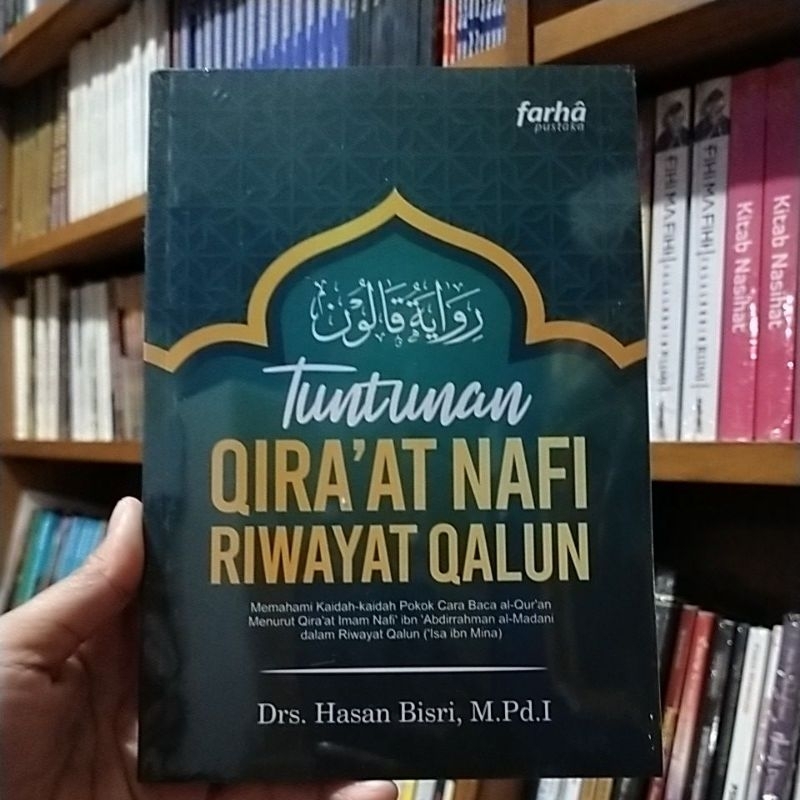 farhâ
pustaka
رِوَايَةُ قَالُوْن
Tuntunan
QIRA'AT NAFI
RIWAYAT QALUN
Memahami Kaidah-kaidah Pokok Cara Baca al-Qur'an
Menurut Qira'at Imam Nafi' ibn 'Abdirrahman al-Madani
dalam Riwayat Qalun ('Isa ibn Mina)
Drs. Hasan Bisri, M.Pd.I
FIHI MA FIHI
FIHI MA FIHI
Kitab Nasihat
Kitab Nasihat